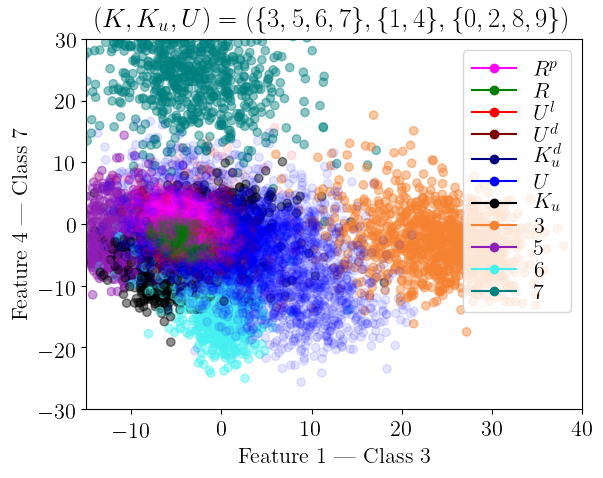 (K, K_u, U) = ({3, 5, 6, 7}, {1, 4}, {0, 2, 8, 9})
30
20
10
0
−10
−20
−30
Feature 4 — Class 7
−10
0
10
20
30
40
Feature 1 — Class 3
R^p
R
U^l
U^d
K_u^d
U
K_u
3
5
6
7